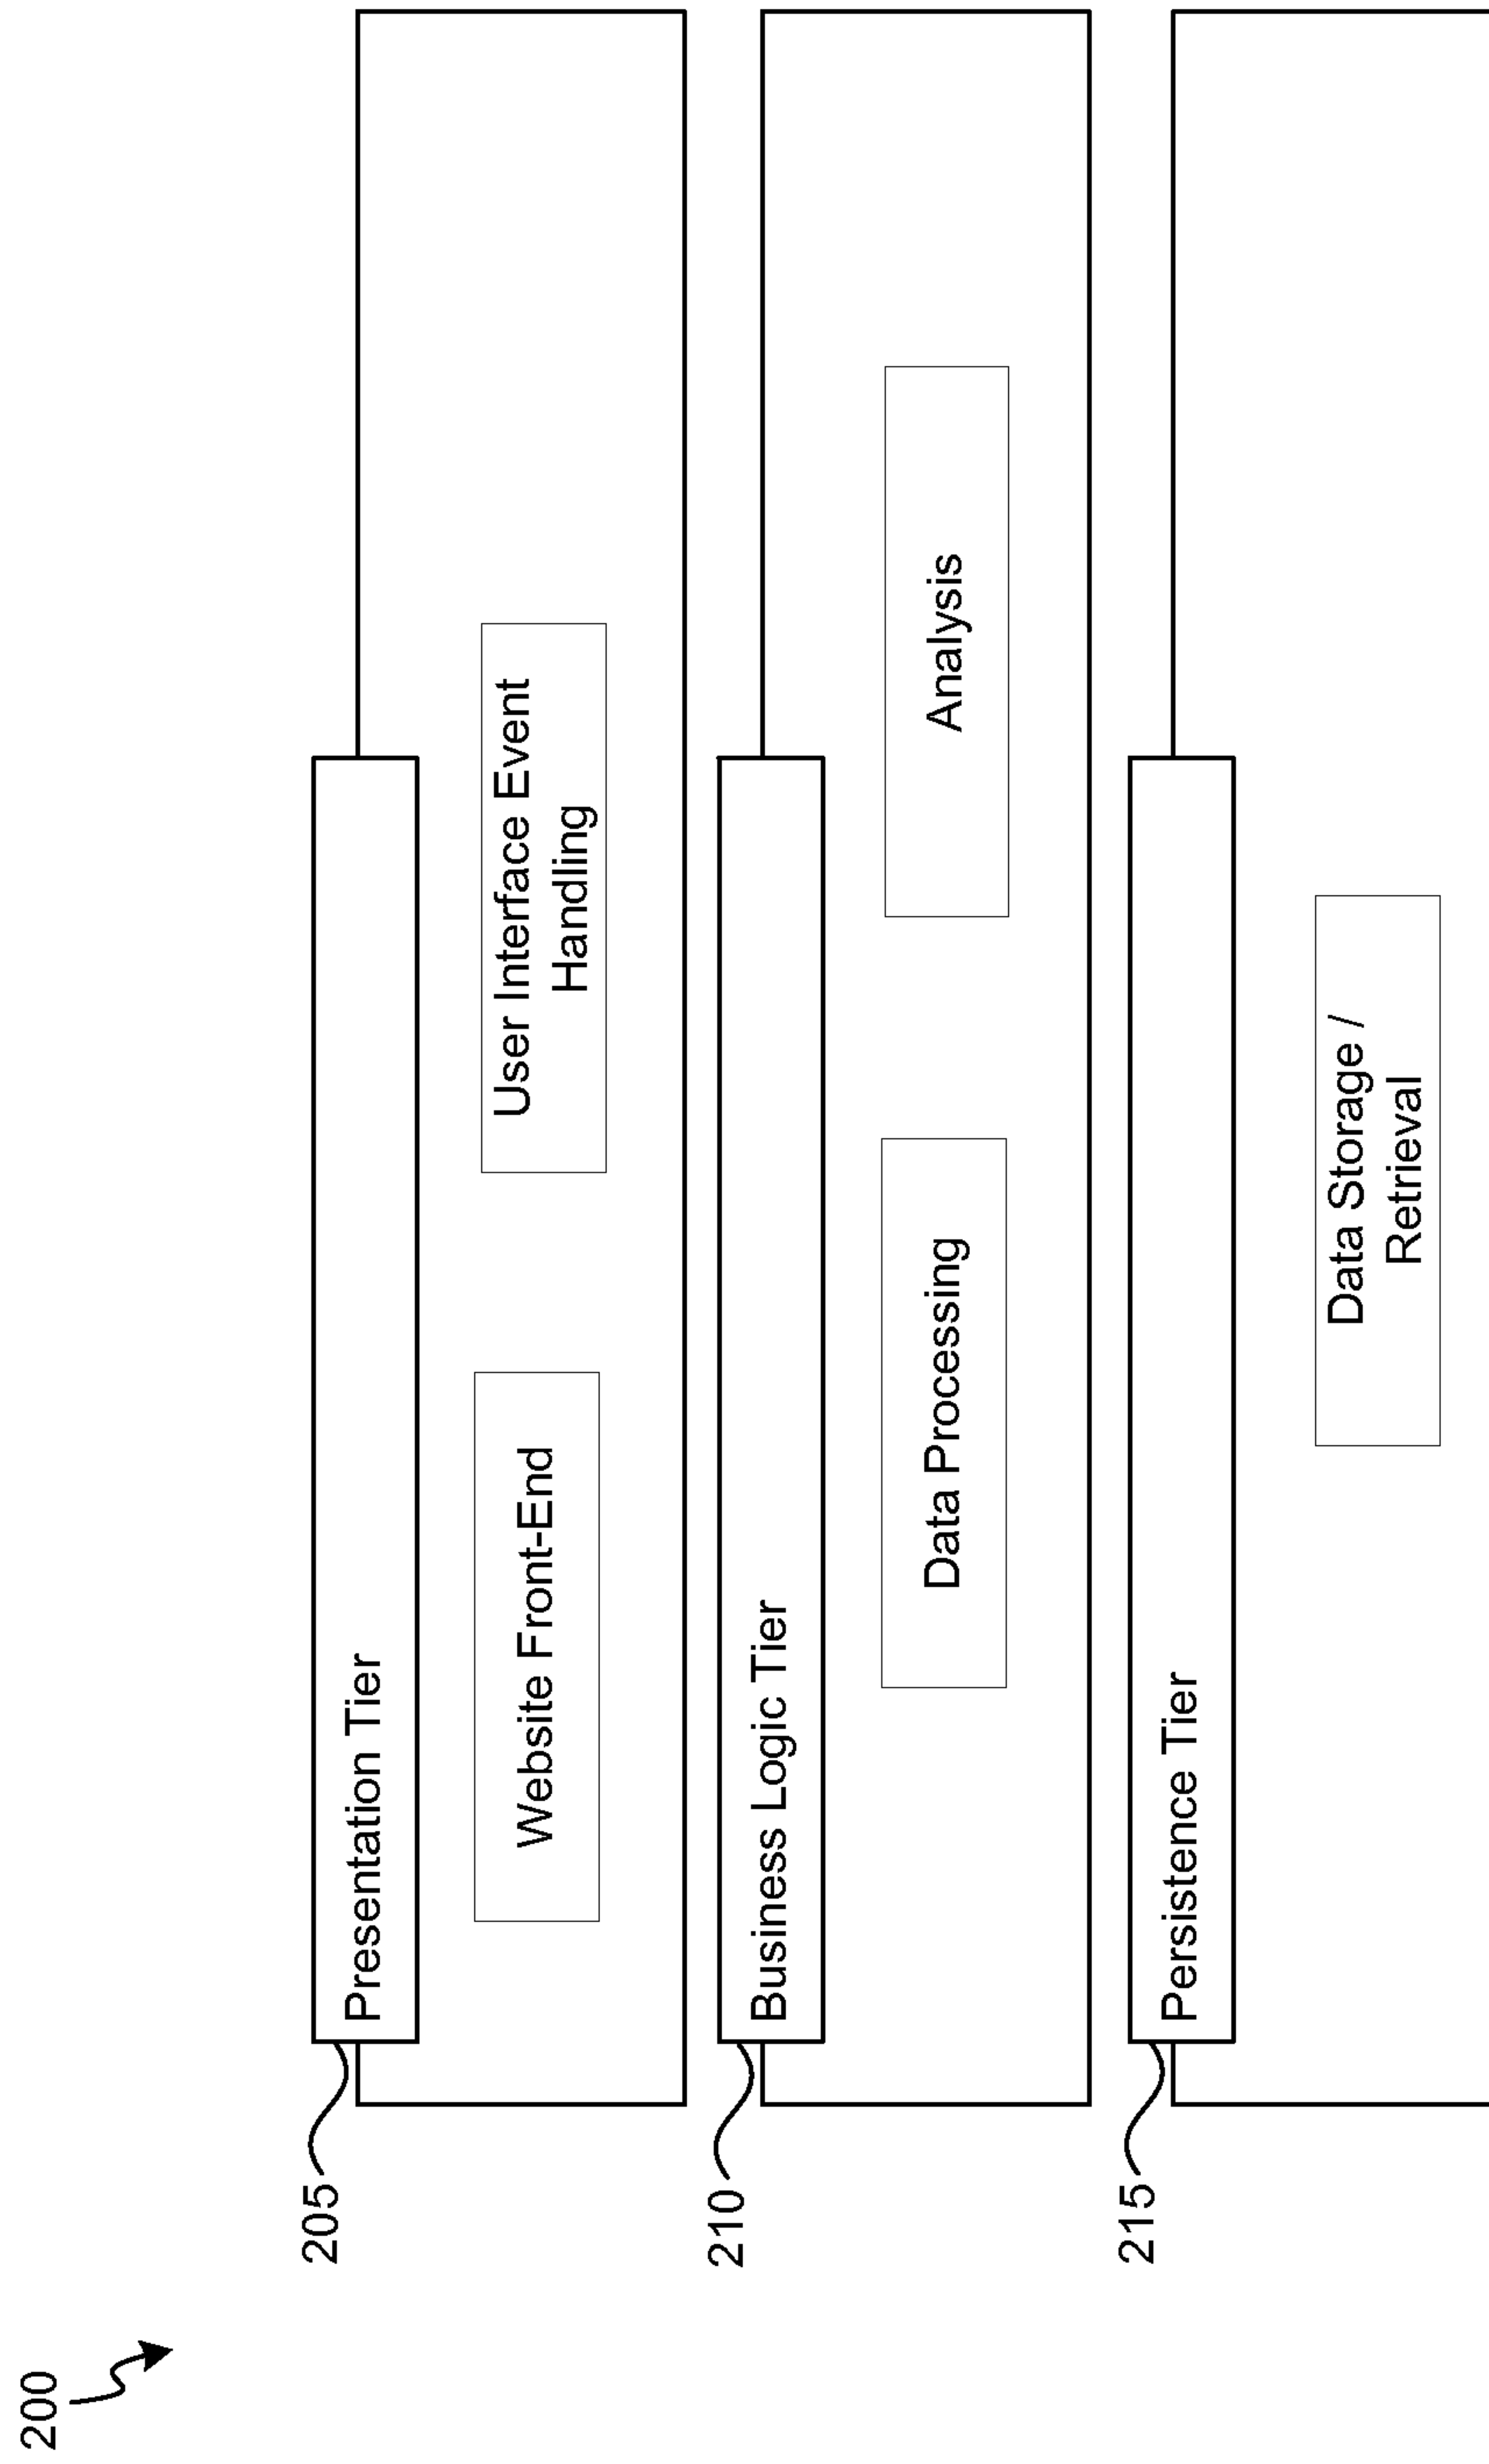 200
205
Presentation Tier
Website Front-End
User Interface Event
Handling
210
Business Logic Tier
Data Processing
Analysis
215
Persistence Tier
Data Storage /
Retrieval